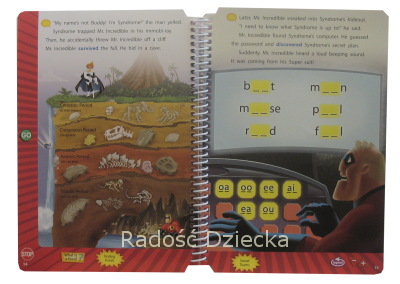 "My name's not Buddy! I'm Syndrome!" the man yelled.
Syndrome trapped Mr. Incredible in his immobi-ray.
Then, he accidentally threw Mr. Incredible off a cliff.
Mr. Incredible survived the fall. He hid in a cave.
GO
STOP
Later, Mr. Incredible sneaked into Syndrome's hideout.
"I need to know what Syndrome is up to!" he said.
Mr. Incredible found Syndrome's computer. He guessed
the password and discovered Syndrome's secret plan.
Suddenly, Mr. Incredible heard a loud beeping sound.
It was coming from his Super suit!
b__t m__n
m__se p__l
r__d f__l
oa oo ee ai
ea ou
Radość Dziecka